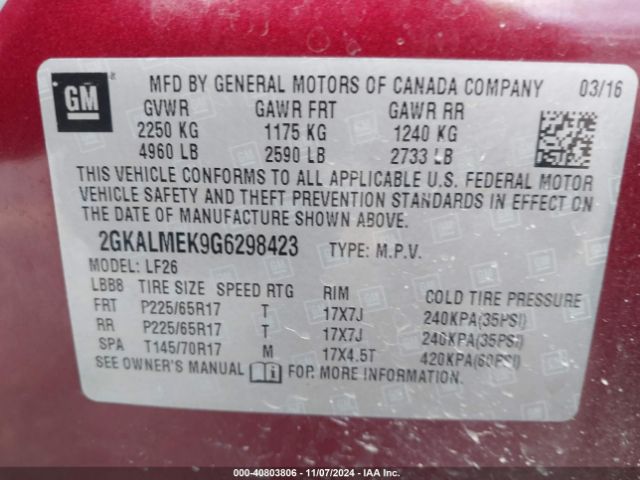 GM
MFD BY GENERAL MOTORS OF CANADA COMPANY 03/16
GVWR GAWR FRT GAWR RR
2250 KG 1175 KG 1240 KG
4960 LB 2590 LB 2733 LB
THIS VEHICLE CONFORMS TO ALL APPLICABLE U.S. FEDERAL MOTOR
VEHICLE SAFETY AND THEFT PREVENTION STANDARDS IN EFFECT ON
THE DATE OF MANUFACTURE SHOWN ABOVE.
2GKALMEK9G6298423 TYPE: M.P.V.
MODEL: LF26
LBB8 TIRE SIZE SPEED RTG RIM COLD TIRE PRESSURE
FRT P225/65R17 T 17X7J 240KPA(35PSI)
RR P225/65R17 T 17X7J 240KPA(35PSI)
SPA T145/70R17 M 17X4.5T 420KPA(60PSI)
SEE OWNER'S MANUAL FOR MORE INFORMATION.
000-40803806 - 11/07/2024 - IAA Inc.